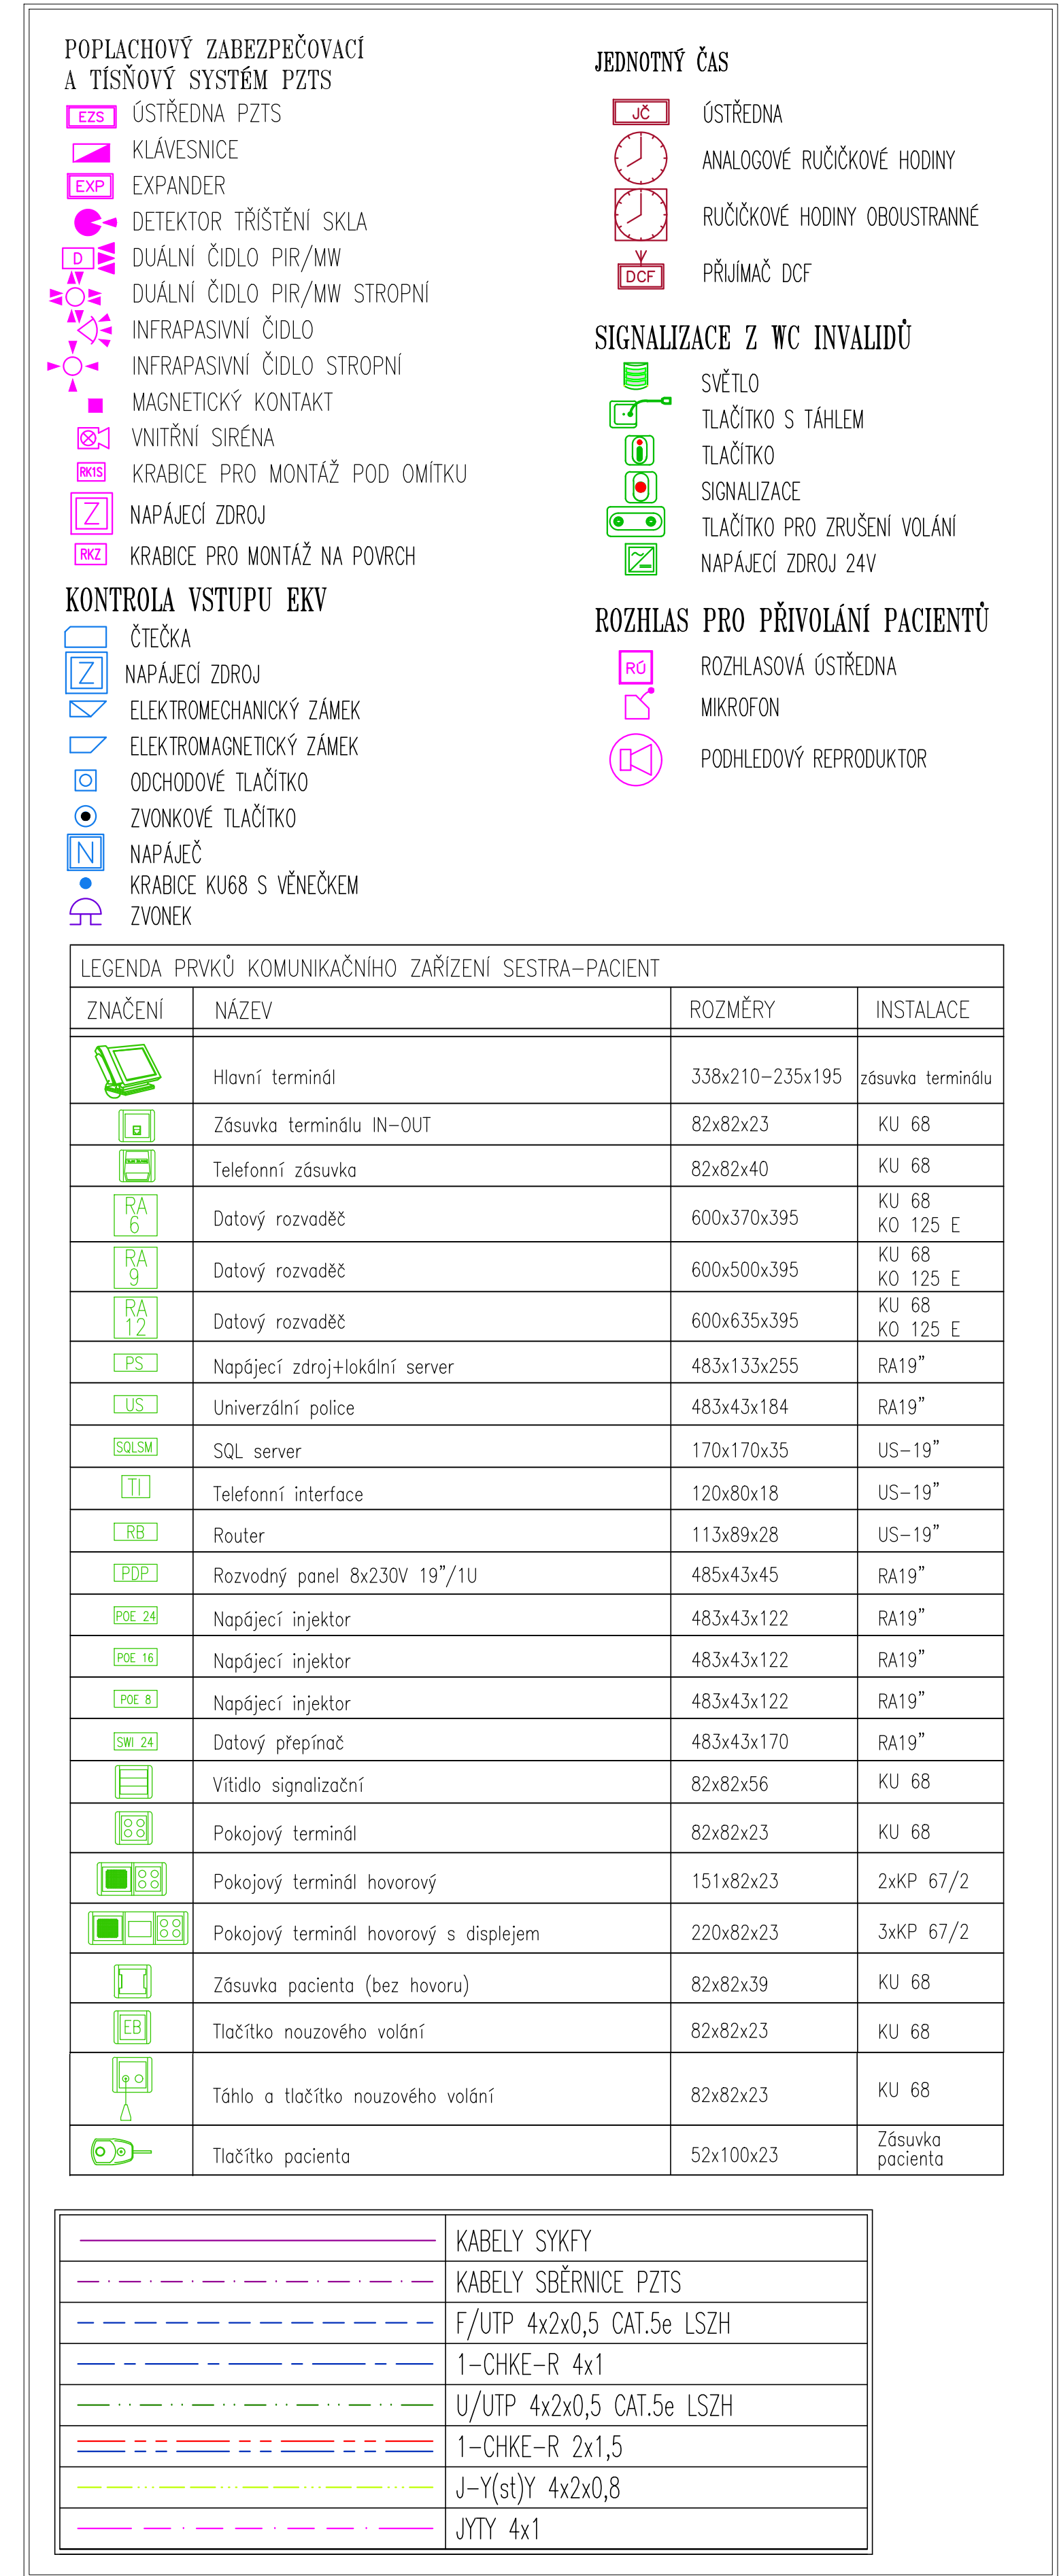 POPLACHOVÝ ZABEZPEČOVACÍ
A TÍSŇOVÝ SYSTÉM PZTS
EZS ÚSTŘEDNA PZTS
KLÁVESNICE
EXP EXPANDER
DETEKTOR TŘÍŠTĚNÍ SKLA
D DUÁLNÍ ČIDLO PIR/MW
DUÁLNÍ ČIDLO PIR/MW STROPNÍ
INFRAPASIVNÍ ČIDLO
INFRAPASIVNÍ ČIDLO STROPNÍ
MAGNETICKÝ KONTAKT
VNITŘNÍ SIRÉNA
RK1S KRABICE PRO MONTÁŽ POD OMÍTKU
Z NAPÁJECÍ ZDROJ
RKZ KRABICE PRO MONTÁŽ NA POVRCH
KONTROLA VSTUPU EKV
ČTEČKA
Z NAPÁJECÍ ZDROJ
ELEKTROMECHANICKÝ ZÁMEK
ELEKTROMAGNETICKÝ ZÁMEK
ODCHODOVÉ TLAČÍTKO
ZVONKOVÉ TLAČÍTKO
N NAPÁJEČ
KRABICE KU68 S VĚNEČKEM
ZVONEK
JEDNOTNÝ ČAS
JČ ÚSTŘEDNA
ANALOGOVÉ RUČIČKOVÉ HODINY
RUČIČKOVÉ HODINY OBOUSTRANNÉ
DCF PŘIJÍMAČ DCF
SIGNALIZACE Z WC INVALIDŮ
SVĚTLO
TLAČÍTKO S TÁHLEM
TLAČÍTKO
SIGNALIZACE
TLAČÍTKO PRO ZRUŠENÍ VOLÁNÍ
NAPÁJECÍ ZDROJ 24V
ROZHLAS PRO PŘIVOLÁNÍ PACIENTŮ
RÚ ROZHLASOVÁ ÚSTŘEDNA
MIKROFON
PODHLEDOVÝ REPRODUKTOR
LEGENDA PRVKŮ KOMUNIKAČNÍHO ZAŘÍZENÍ SESTRA-PACIENT
ZNAČENÍ NÁZEV ROZMĚRY INSTALACE
Hlavní terminál 338x210-235x195 zásuvka terminálu
Zásuvka terminálu IN-OUT 82x82x23 KU 68
Telefonní zásuvka 82x82x40 KU 68
RA 6 Datový rozvaděč 600x370x395 KU 68
KO 125 E
RA 9 Datový rozvaděč 600x500x395 KU 68
KO 125 E
RA 12 Datový rozvaděč 600x635x395 KU 68
KO 125 E
PS Napájecí zdroj+lokální server 483x133x255 RA19"
US Univerzální police 483x43x184 RA19"
SQLSM SQL server 170x170x35 US-19"
TI Telefonní interface 120x80x18 US-19"
RB Router 113x89x28 US-19"
PDP Rozvodný panel 8x230V 19"/1U 485x43x45 RA19"
POE 24 Napájecí injektor 483x43x122 RA19"
POE 16 Napájecí injektor 483x43x122 RA19"
POE 8 Napájecí injektor 483x43x122 RA19"
SWI 24 Datový přepínač 483x43x170 RA19"
Vítidlo signalizační 82x82x56 KU 68
Pokojový terminál 82x82x23 KU 68
Pokojový terminál hovorový 151x82x23 2xKP 67/2
Pokojový terminál hovorový s displejem 220x82x23 3xKP 67/2
Zásuvka pacienta (bez hovoru) 82x82x39 KU 68
EB Tlačítko nouzového volání 82x82x23 KU 68
Táhlo a tlačítko nouzového volání 82x82x23 KU 68
Tlačítko pacienta 52x100x23 Zásuvka
pacienta
KABELY SYKFY
KABELY SBĚRNICE PZTS
F/UTP 4x2x0,5 CAT.5e LSZH
1-CHKE-R 4x1
U/UTP 4x2x0,5 CAT.5e LSZH
1-CHKE-R 2x1,5
J-Y(st)Y 4x2x0,8
JYTY 4x1